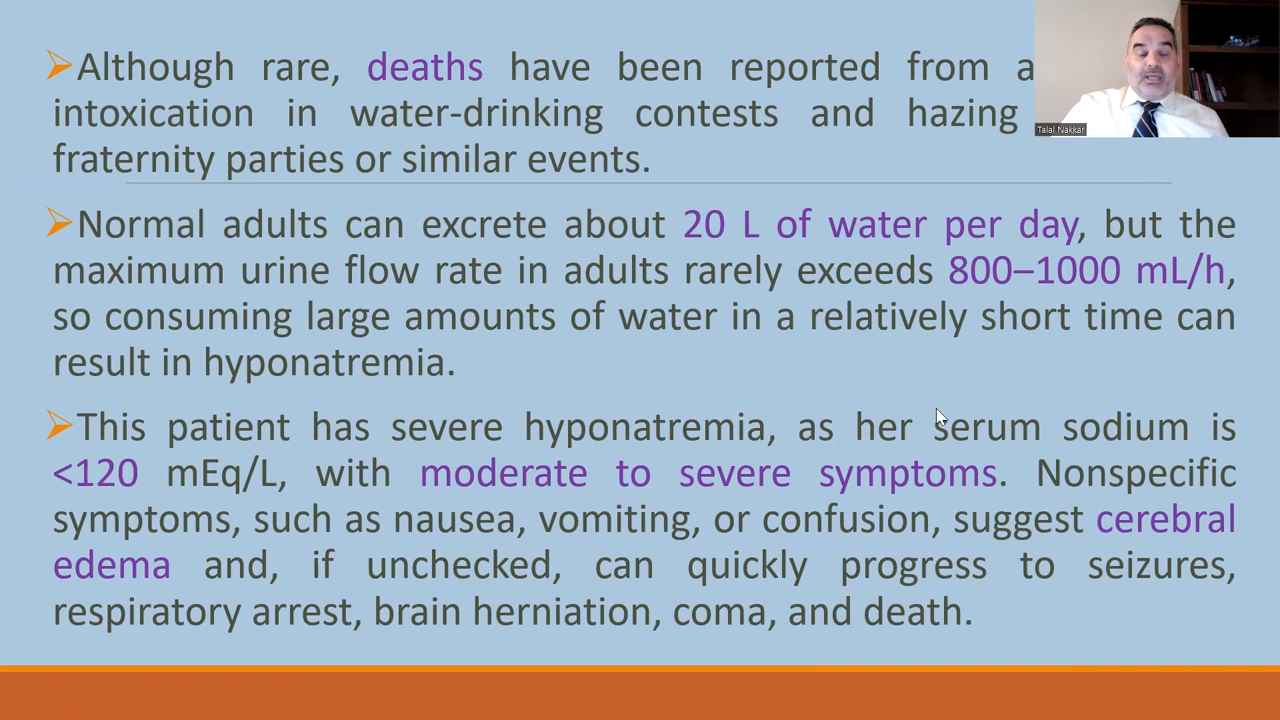 ➢Although rare, deaths have been reported from a
intoxication in water-drinking contests and hazing
fraternity parties or similar events.
➢Normal adults can excrete about 20 L of water per day, but the
maximum urine flow rate in adults rarely exceeds 800–1000 mL/h,
so consuming large amounts of water in a relatively short time can
result in hyponatremia.
➢This patient has severe hyponatremia, as her serum sodium is
<120 mEq/L, with moderate to severe symptoms. Nonspecific
symptoms, such as nausea, vomiting, or confusion, suggest cerebral
edema and, if unchecked, can quickly progress to seizures,
respiratory arrest, brain herniation, coma, and death.
Talal Nakkar